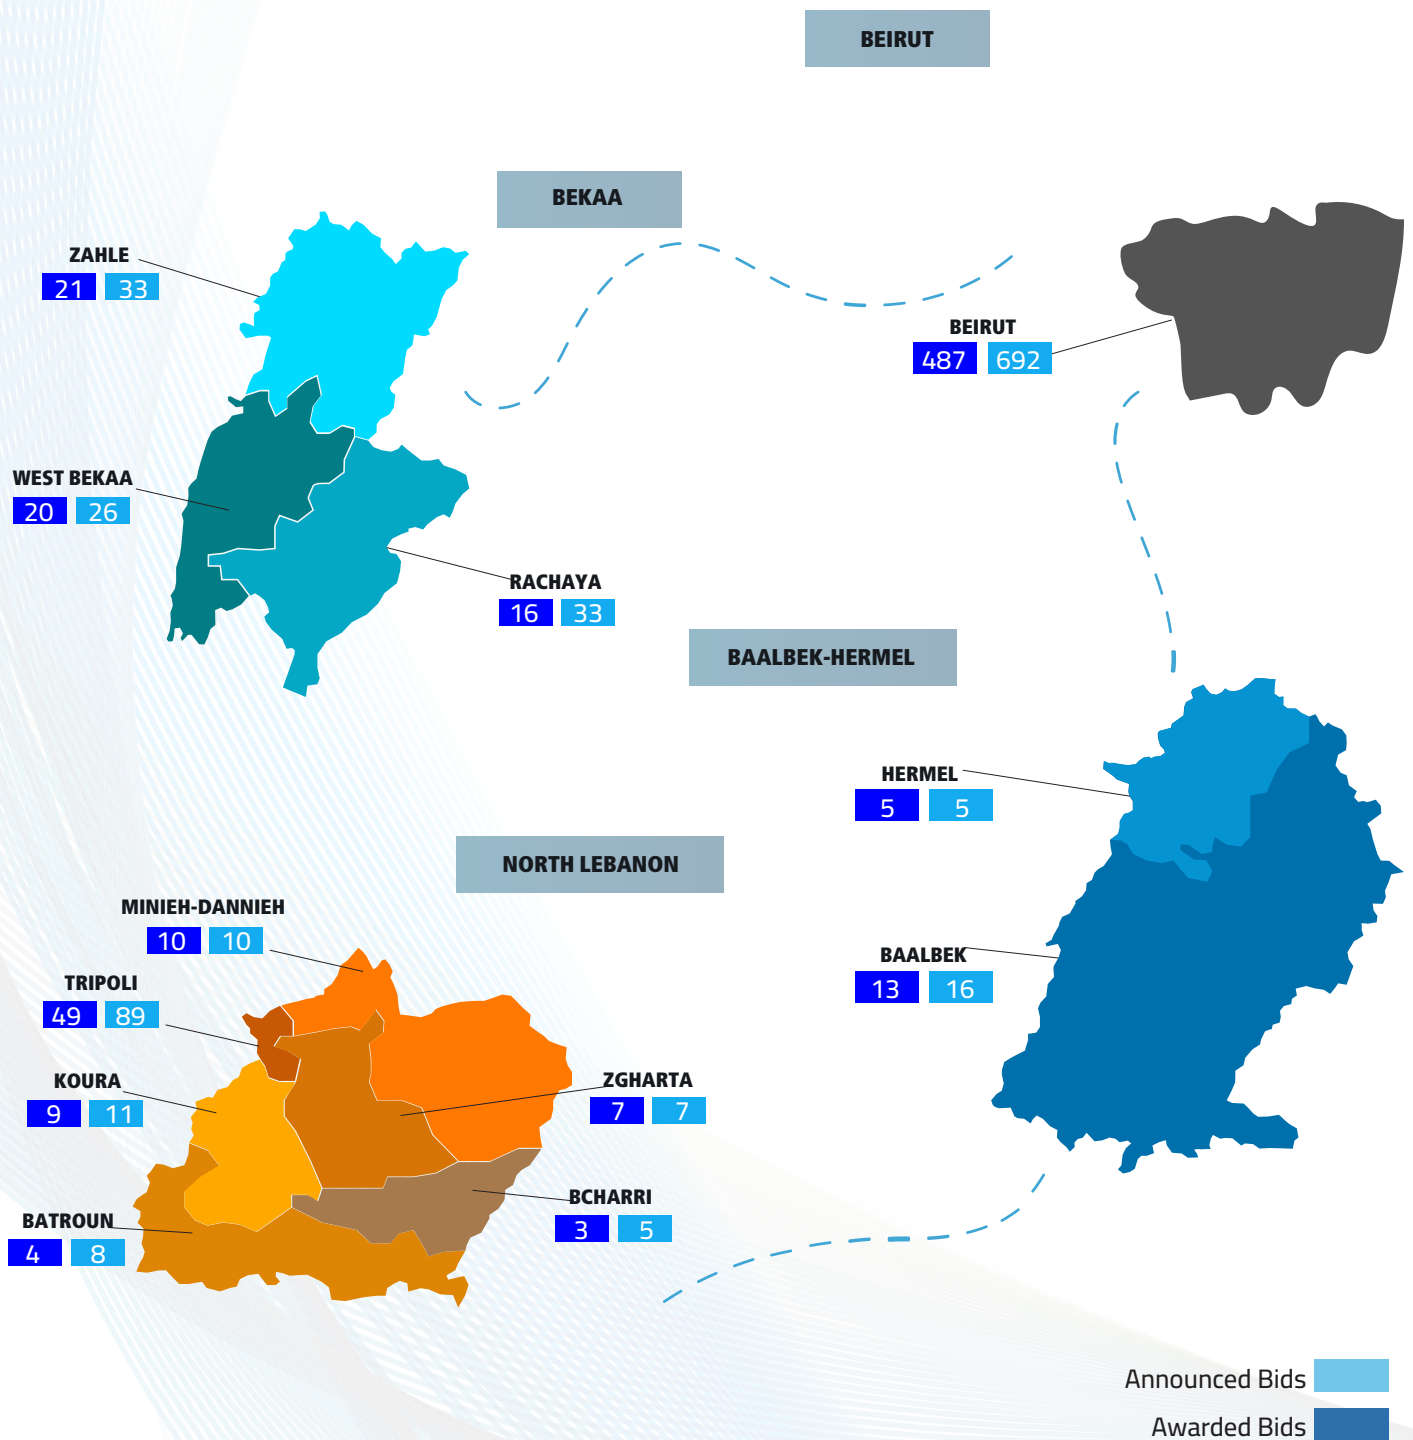 BEIRUT
BEKAA
ZAHLE
21 33
BEIRUT
487 692
WEST BEKAA
20 26
RACHAYA
16 33
BAALBEK-HERMEL
HERMEL
5 5
NORTH LEBANON
MINIEH-DANNIEH
10 10
BAALBEK
13 16
TRIPOLI
49 89
KOURA
9 11
ZGHARTA
7 7
BCHARRI
3 5
BATROUN
4 8
Announced Bids
Awarded Bids